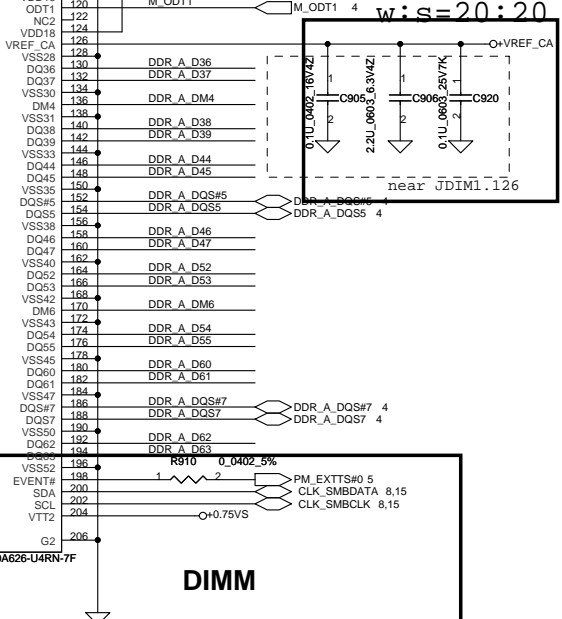 ODT1 120 M_ODT1 M_ODT1 4
w:s=20:20
NC2 122
VDD18 124
VREF_CA 126 +VREF_CA
VSS28 128
DQ36 130 DDR_A_D36
DQ37 132 DDR_A_D37
VSS30 134
DM4 136 DDR_A_DM4
VSS31 138
DQ38 140 DDR_A_D38
DQ39 142 DDR_A_D39
VSS33 144
DQ44 146 DDR_A_D44
DQ45 148 DDR_A_D45
VSS35 150
DQS#5 152 DDR_A_DQS#5 DDR_A_DQS#5 4
DQS5 154 DDR_A_DQS5 DDR_A_DQS5 4
VSS38 156
DQ46 158 DDR_A_D46
DQ47 160 DDR_A_D47
VSS40 162
DQ52 164 DDR_A_D52
DQ53 166 DDR_A_D53
VSS42 168
DM6 170 DDR_A_DM6
VSS43 172
DQ54 174 DDR_A_D54
DQ55 176 DDR_A_D55
VSS45 178
DQ60 180 DDR_A_D60
DQ61 182 DDR_A_D61
VSS47 184
DQS#7 186 DDR_A_DQS#7 DDR_A_DQS#7 4
DQS7 188 DDR_A_DQS7 DDR_A_DQS7 4
VSS50 190
DQ62 192 DDR_A_D62
DQ63 194 DDR_A_D63
VSS52 196
R910 0_0402_5%
EVENT# 198 1 2 PM_EXTTS#0 5
SDA 200 CLK_SMBDATA 8,15
SCL 202 CLK_SMBCLK 8,15
VTT2 204 +0.75VS
G2 206
A626-U4RN-7F
0.1U_0402_16V4Z
1 C905 2
2.2U_0603_6.3V4Z
1 C906 2
0.1U_0603_25V7K
1 C920 2
near JDIM1.126
DIMM